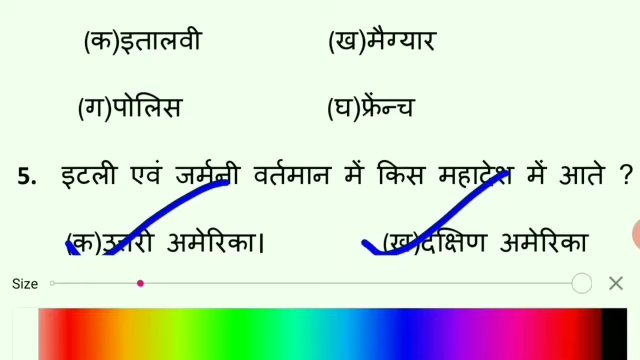 (क)इतालवी (ख)मैग्यार
(ग)पोलिस (घ)फ्रेंन्च
5. इटली एवं जर्मनी वर्तमान में किस महादेश में आते ?
(क)उत्तरी अमेरिका। (ख)दक्षिण अमेरिका
Size